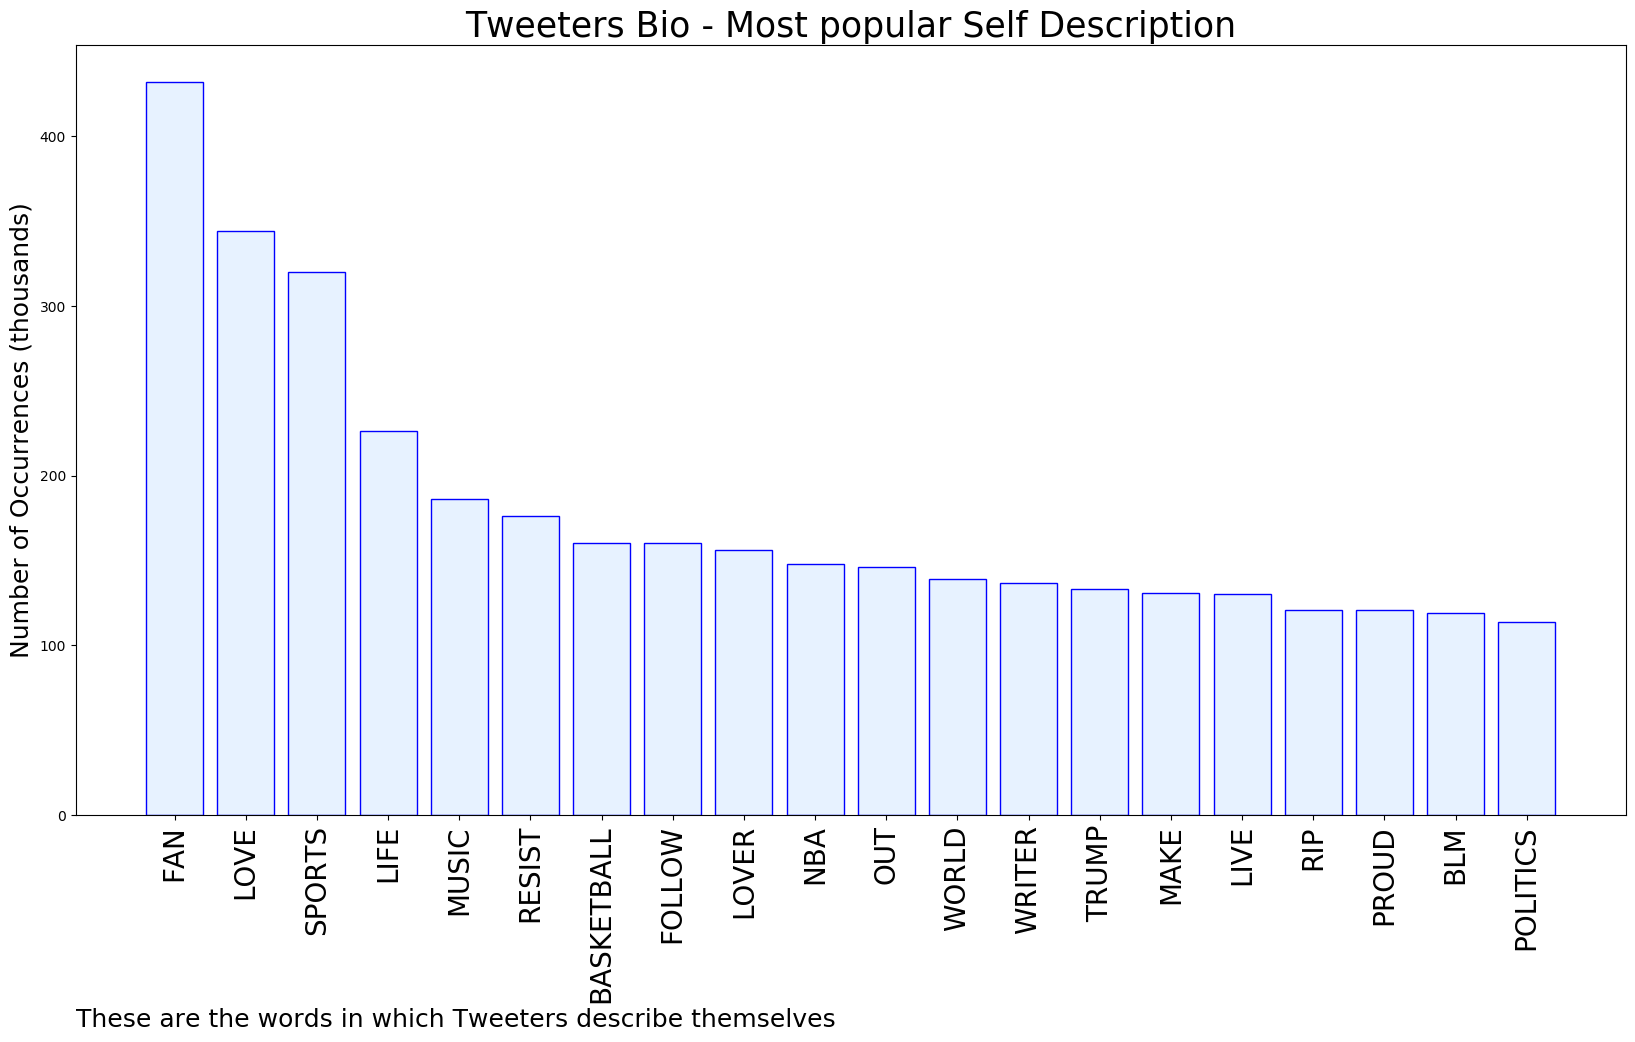 Tweeters Bio - Most popular Self Description
Number of Occurrences (thousands)
400
300
200
100
0
FAN
LOVE
SPORTS
LIFE
MUSIC
RESIST
BASKETBALL
FOLLOW
LOVER
NBA
OUT
WORLD
WRITER
TRUMP
MAKE
LIVE
RIP
PROUD
BLM
POLITICS
These are the words in which Tweeters describe themselves